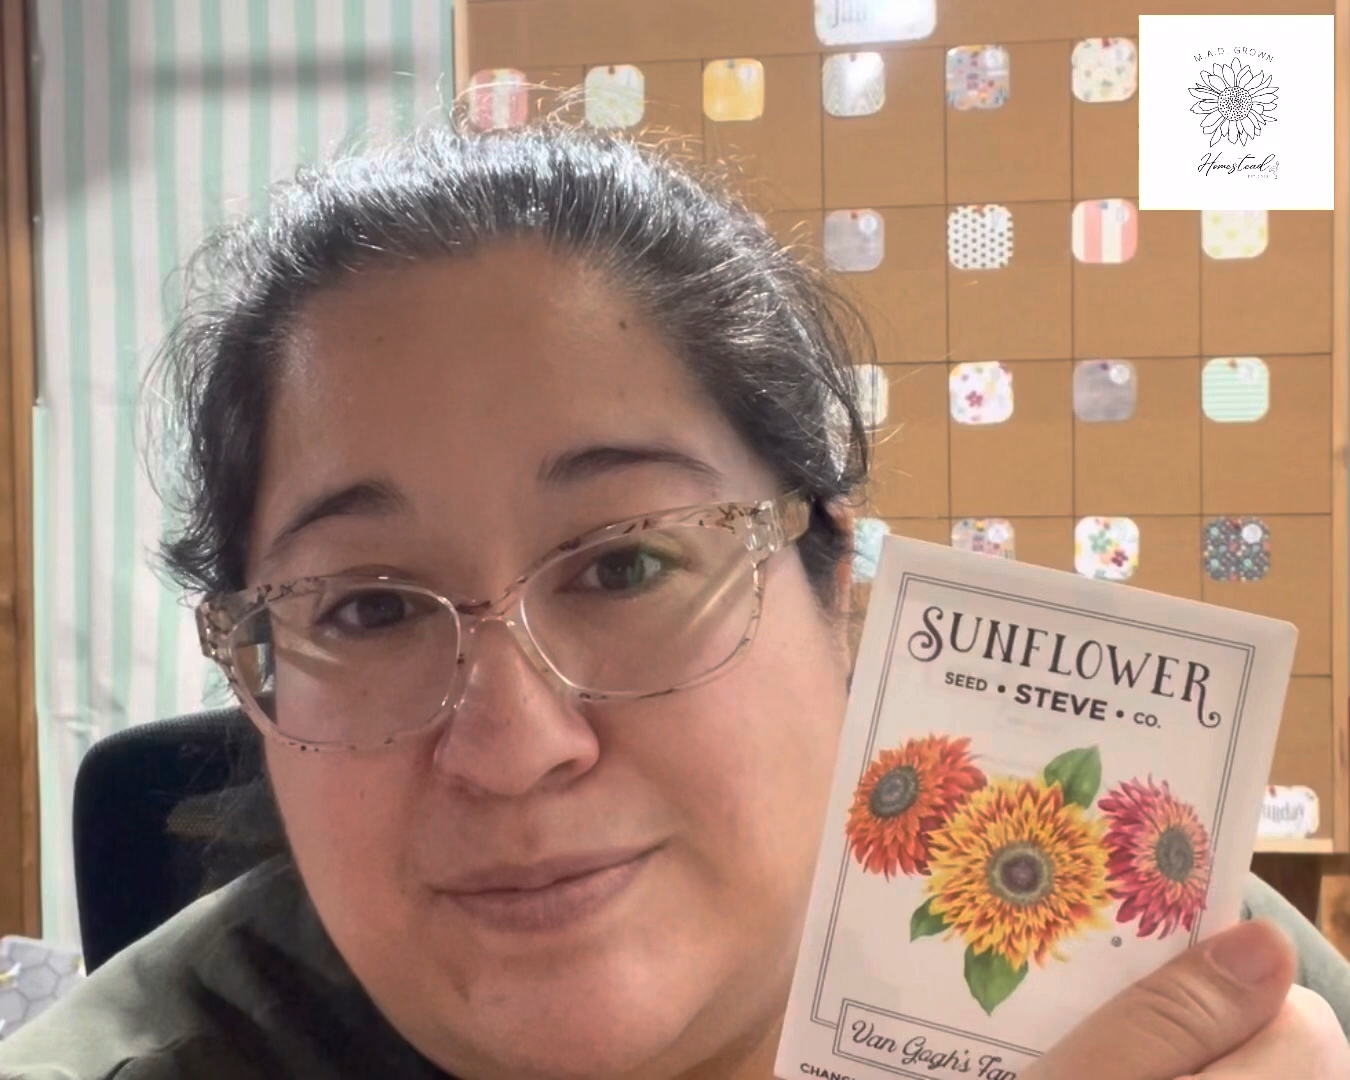 M.A.D. GROWN
Homestead
SUNFLOWER
SEED • STEVE • CO.
Van Gogh's